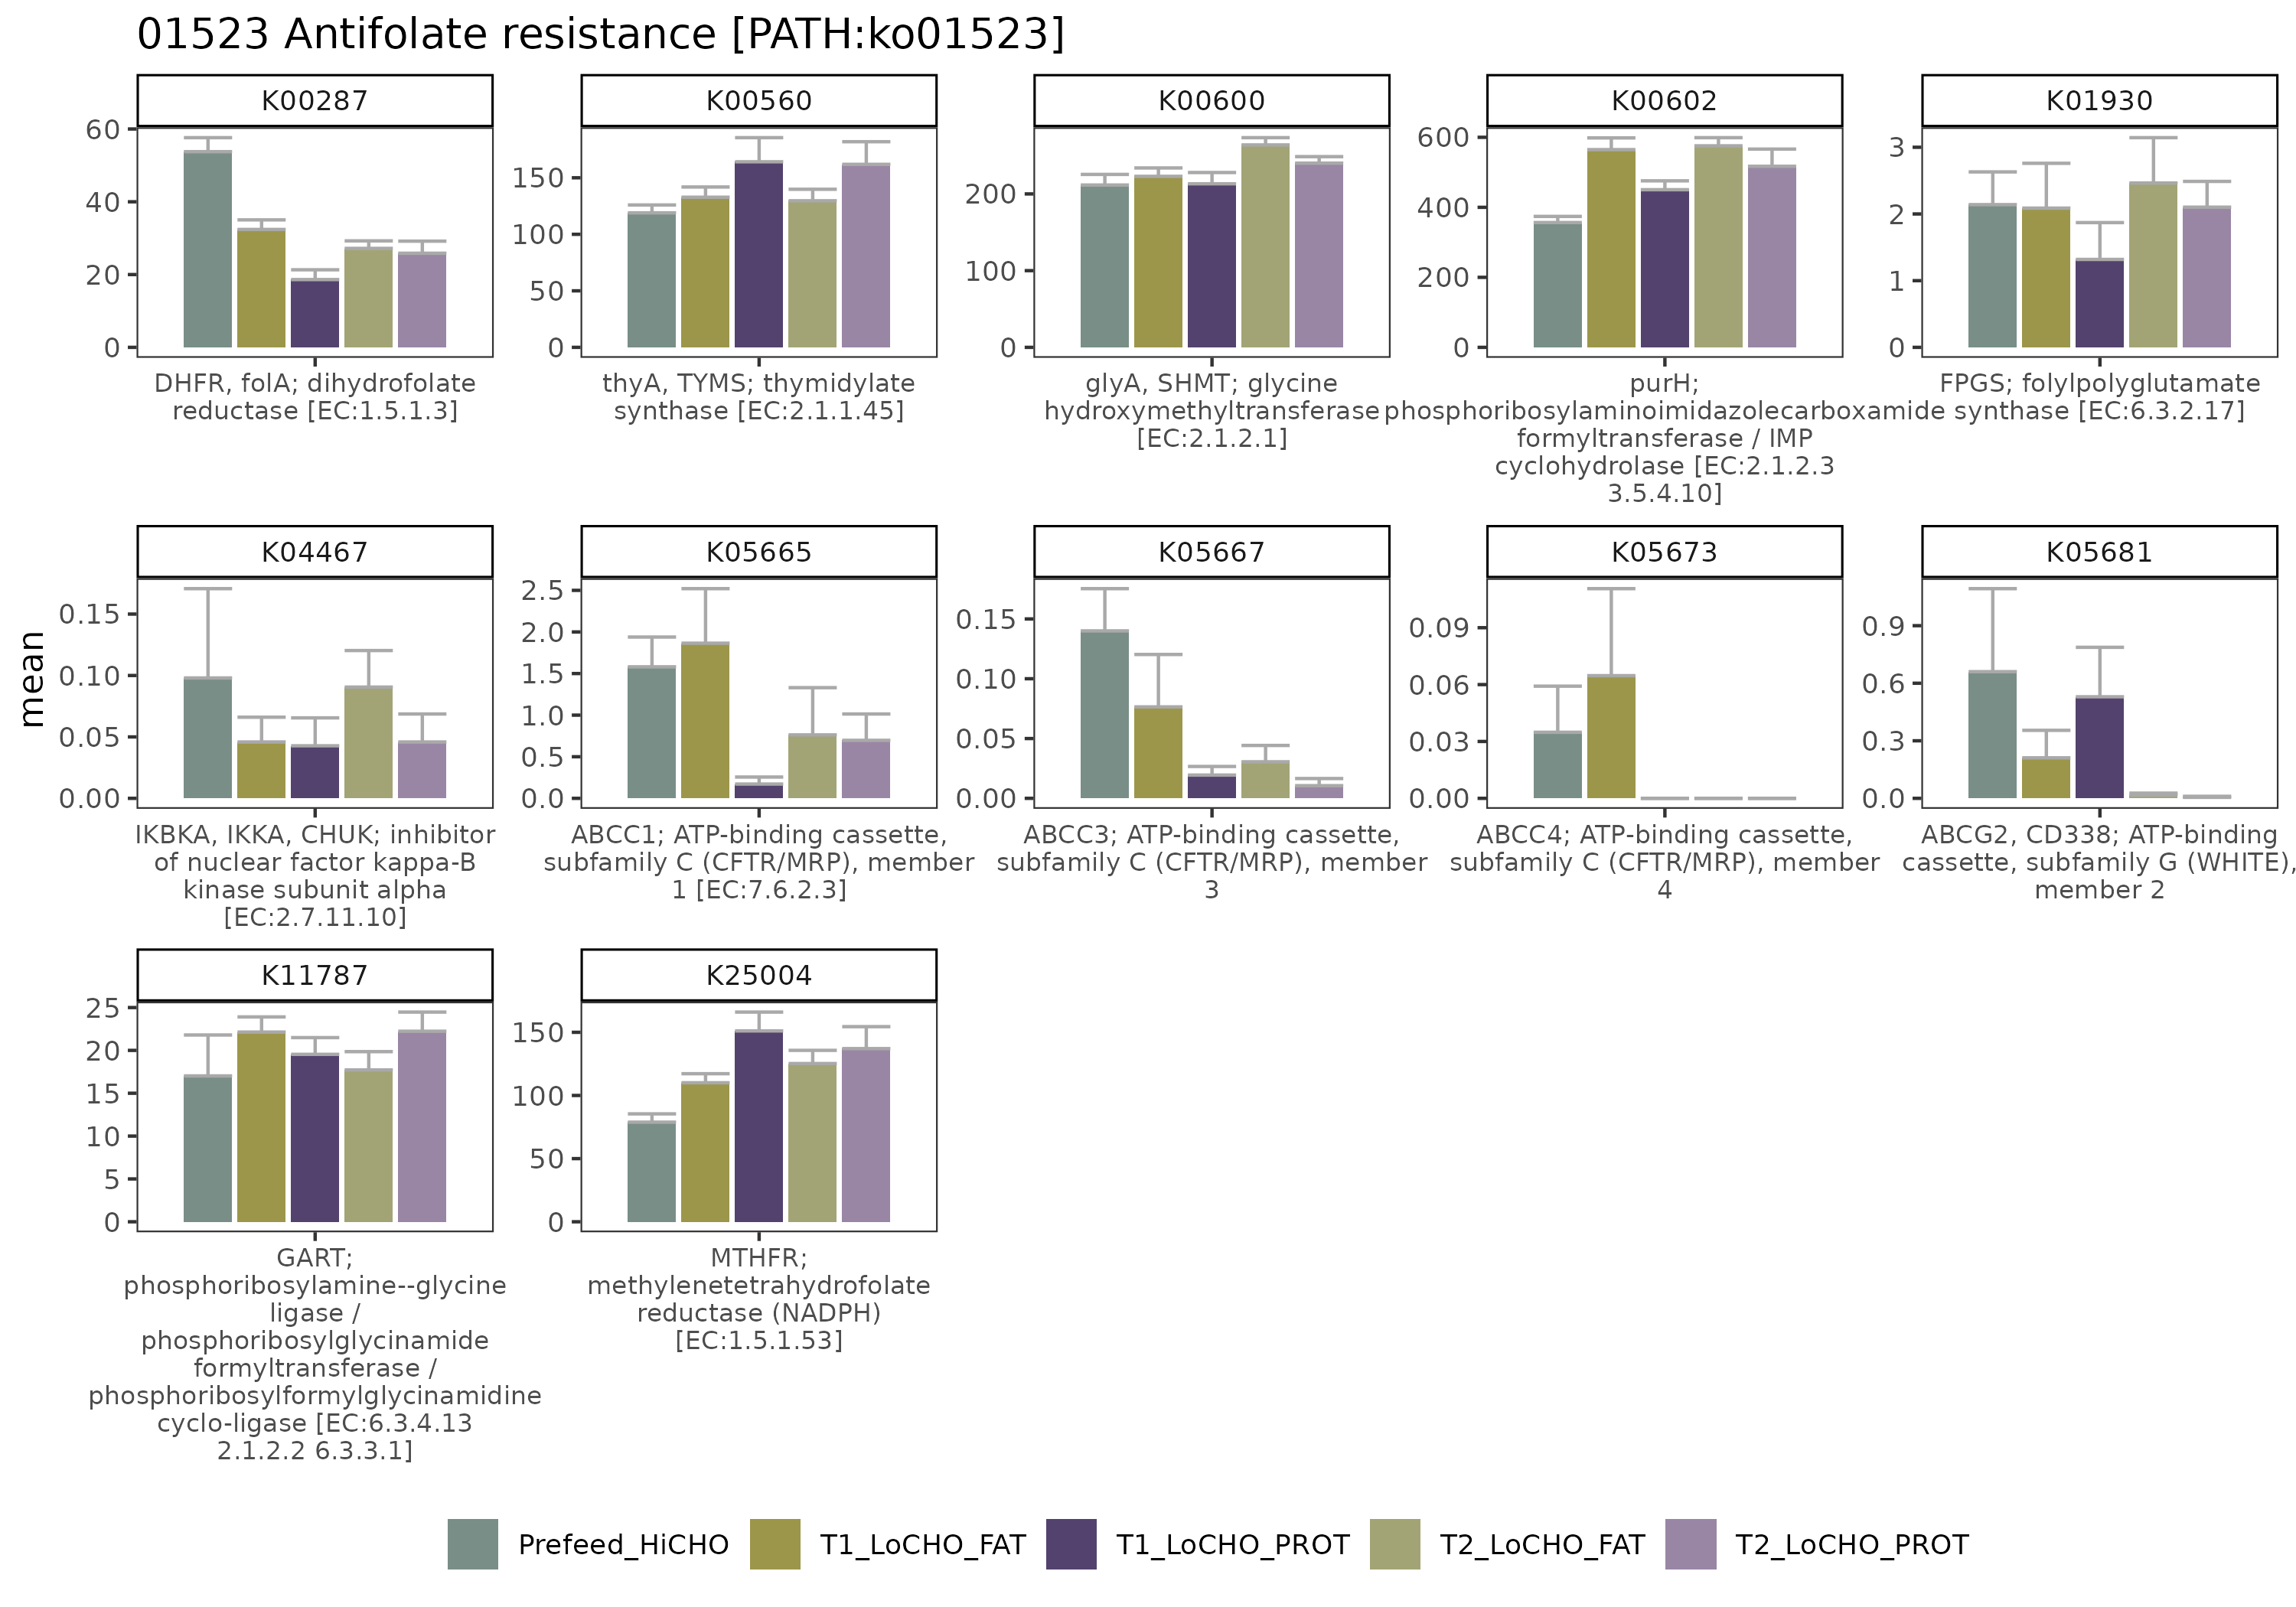 01523 Antifolate resistance [PATH:ko01523]
K00287
K00560
K00600
K00602
K01930
60
40
20
0
150
100
50
0
200
100
0
600
400
200
0
3
2
1
0
DHFR, folA; dihydrofolate
reductase [EC:1.5.1.3]
thyA, TYMS; thymidylate
synthase [EC:2.1.1.45]
glyA, SHMT; glycine
hydroxymethyltransferase
[EC:2.1.2.1]
purH;
phosphoribosylaminoimidazolecarboxamide
formyltransferase / IMP
cyclohydrolase [EC:2.1.2.3
3.5.4.10]
FPGS; folylpolyglutamate
synthase [EC:6.3.2.17]
mean
K04467
K05665
K05667
K05673
K05681
0.15
0.10
0.05
0.00
2.5
2.0
1.5
1.0
0.5
0.0
0.15
0.10
0.05
0.00
0.09
0.06
0.03
0.00
0.9
0.6
0.3
0.0
IKBKA, IKKA, CHUK; inhibitor
of nuclear factor kappa-B
kinase subunit alpha
[EC:2.7.11.10]
ABCC1; ATP-binding cassette,
subfamily C (CFTR/MRP), member
1 [EC:7.6.2.3]
ABCC3; ATP-binding cassette,
subfamily C (CFTR/MRP), member
3
ABCC4; ATP-binding cassette,
subfamily C (CFTR/MRP), member
4
ABCG2, CD338; ATP-binding
cassette, subfamily G (WHITE),
member 2
K11787
K25004
25
20
15
10
5
0
150
100
50
0
GART;
phosphoribosylamine--glycine
ligase /
phosphoribosylglycinamide
formyltransferase /
phosphoribosylformylglycinamidine
cyclo-ligase [EC:6.3.4.13
2.1.2.2 6.3.3.1]
MTHFR;
methylenetetrahydrofolate
reductase (NADPH)
[EC:1.5.1.53]
Prefeed_HiCHO
T1_LoCHO_FAT
T1_LoCHO_PROT
T2_LoCHO_FAT
T2_LoCHO_PROT